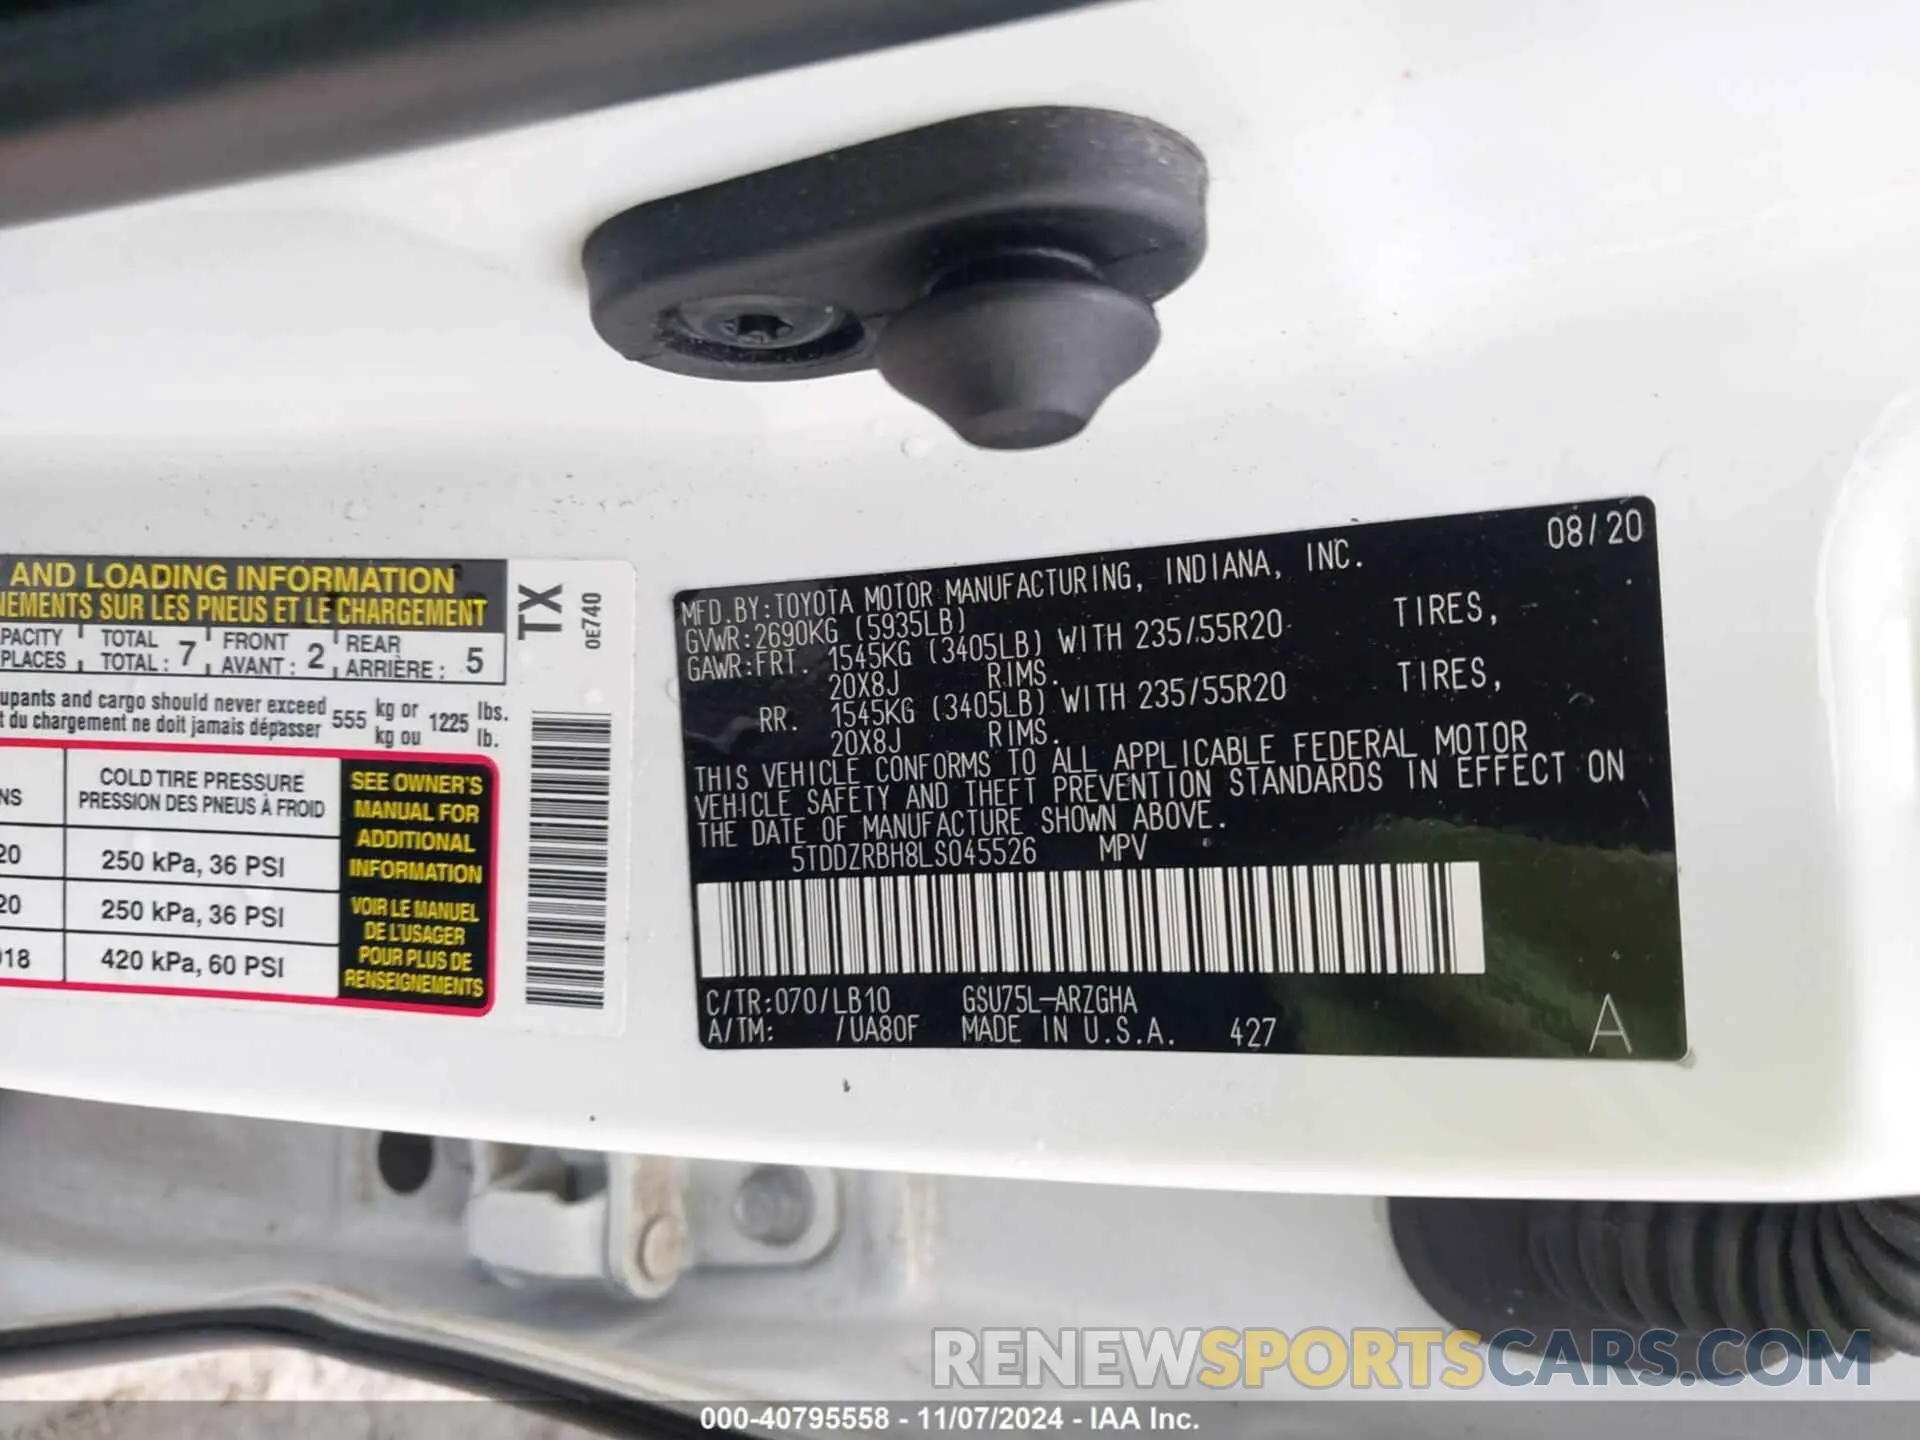 AND LOADING INFORMATION
NEMENTS SUR LES PNEUS ET LE CHARGEMENT
PACITY TOTAL FRONT REAR
PLACES TOTAL : 7 AVANT : 2 ARRIÈRE : 5
upants and cargo should never exceed 555 kg or 1225 lbs.
t du chargement ne doit jamais dépasser kg ou lb.
NS
COLD TIRE PRESSURE
PRESSION DES PNEUS À FROID
20 250 kPa, 36 PSI
20 250 kPa, 36 PSI
18 420 kPa, 60 PSI
SEE OWNER'S
MANUAL FOR
ADDITIONAL
INFORMATION
VOIR LE MANUEL
DE L'USAGER
POUR PLUS DE
RENSEIGNEMENTS
TX
0E740
08/20
MFD.BY:TOYOTA MOTOR MANUFACTURING, INDIANA, INC.
GVWR:2690KG (5935LB)
GAWR:FRT. 1545KG (3405LB) WITH 235/55R20 TIRES,
20X8J RIMS.
RR. 1545KG (3405LB) WITH 235/55R20 TIRES,
20X8J RIMS.
THIS VEHICLE CONFORMS TO ALL APPLICABLE FEDERAL MOTOR
VEHICLE SAFETY AND THEFT PREVENTION STANDARDS IN EFFECT ON
THE DATE OF MANUFACTURE SHOWN ABOVE.
5TDDZRBH8LS045526 MPV
C/TR:070/LB10 GSU75L-ARZGHA
A/TM: /UA80F MADE IN U.S.A. 427 A
RENEWSPORTSCARS.COM
000-40795558 - 11/07/2024 - IAA Inc.